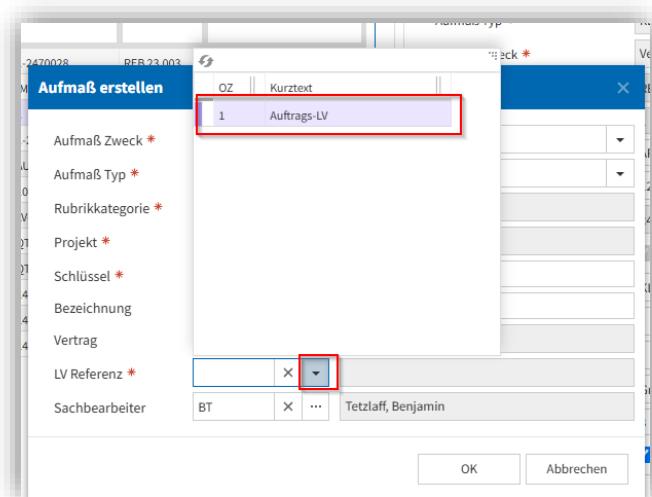 Aufmaß Typ
-2470028 REB 23.003
Zweck *
OZ Kurztext
1 Auftrags-LV
Aufmaß erstellen
Aufmaß Zweck *
Aufmaß Typ *
Rubrikkategorie *
Projekt *
Schlüssel *
Bezeichnung
Vertrag
LV Referenz *
Sachbearbeiter BT Tetzlaff, Benjamin
OK Abbrechen